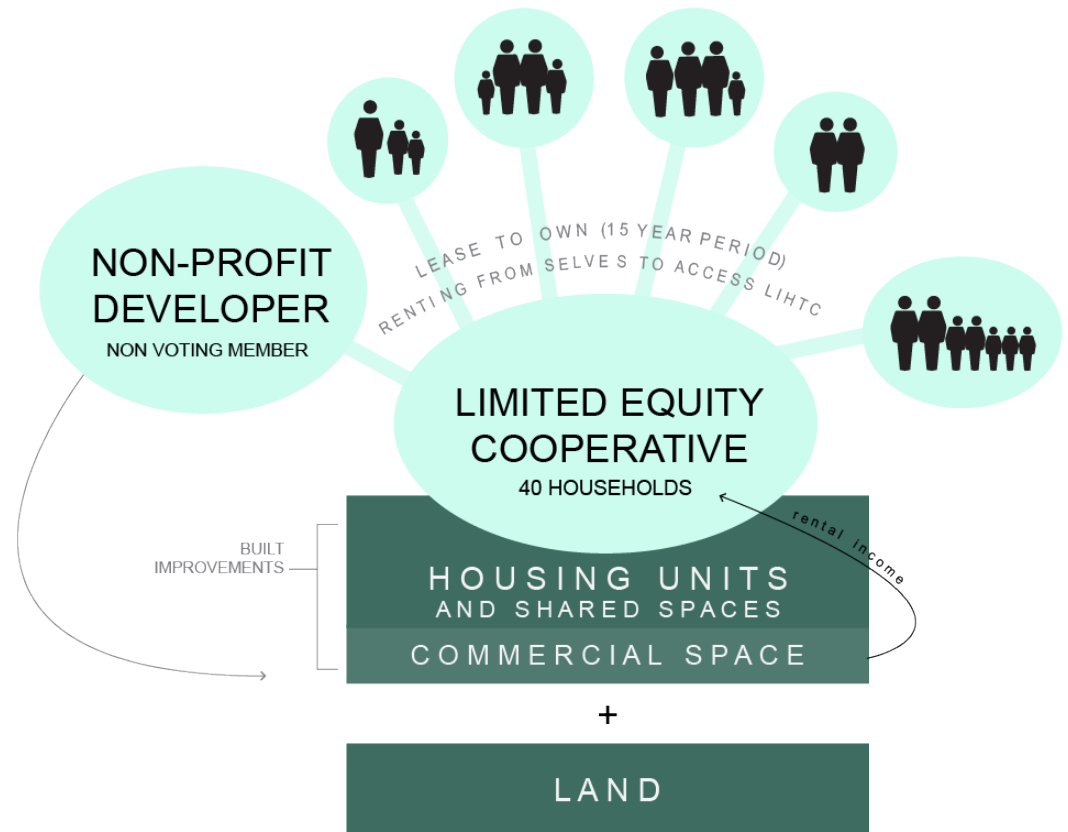 NON-PROFIT
DEVELOPER
NON VOTING MEMBER
LEASE TO OWN (15 YEAR PERIOD)
RENTING FROM SELVES TO ACCESS LIHTC
LIMITED EQUITY
COOPERATIVE
40 HOUSEHOLDS
rental income
BUILT
IMPROVEMENTS
HOUSING UNITS
AND SHARED SPACES
COMMERCIAL SPACE
+
LAND